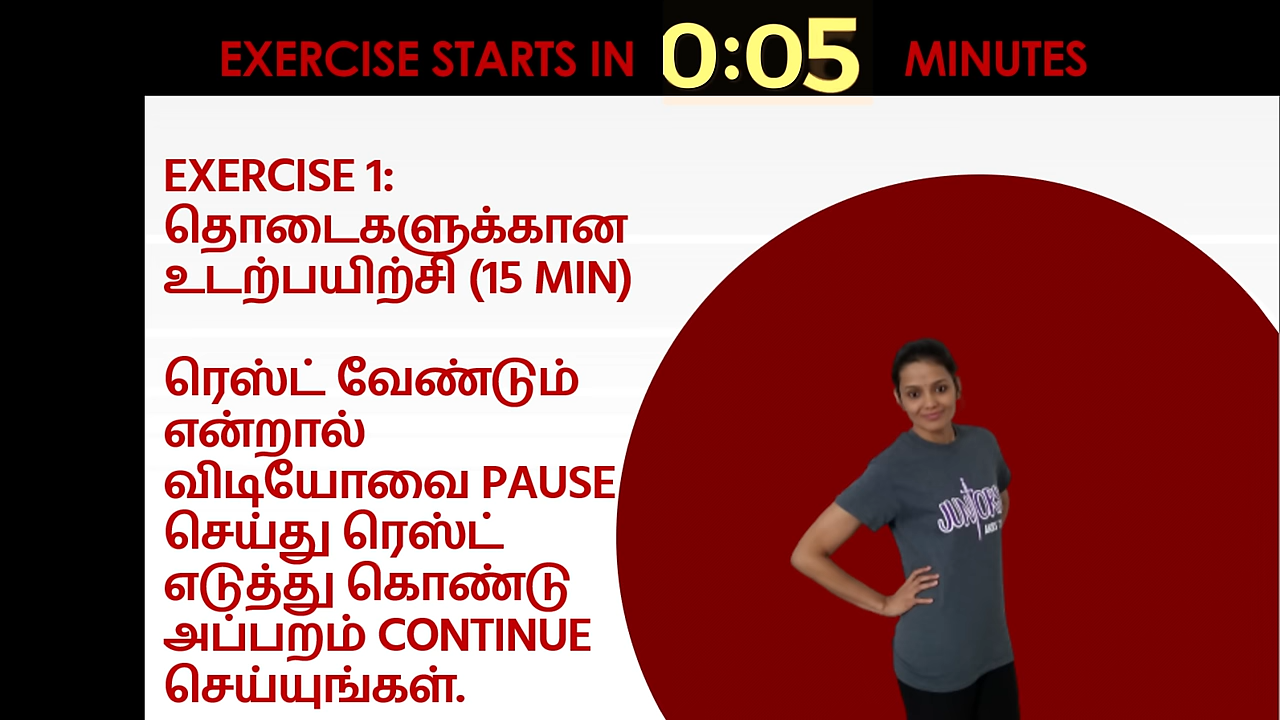 EXERCISE STARTS IN 0:05 MINUTES
EXERCISE 1:
தொடைகளுக்கான
உடற்பயிற்சி (15 MIN)
ரெஸ்ட் வேண்டும்
என்றால்
விடியோவை PAUSE
செய்து ரெஸ்ட்
எடுத்து கொண்டு
அப்பறம் CONTINUE
செய்யுங்கள்.